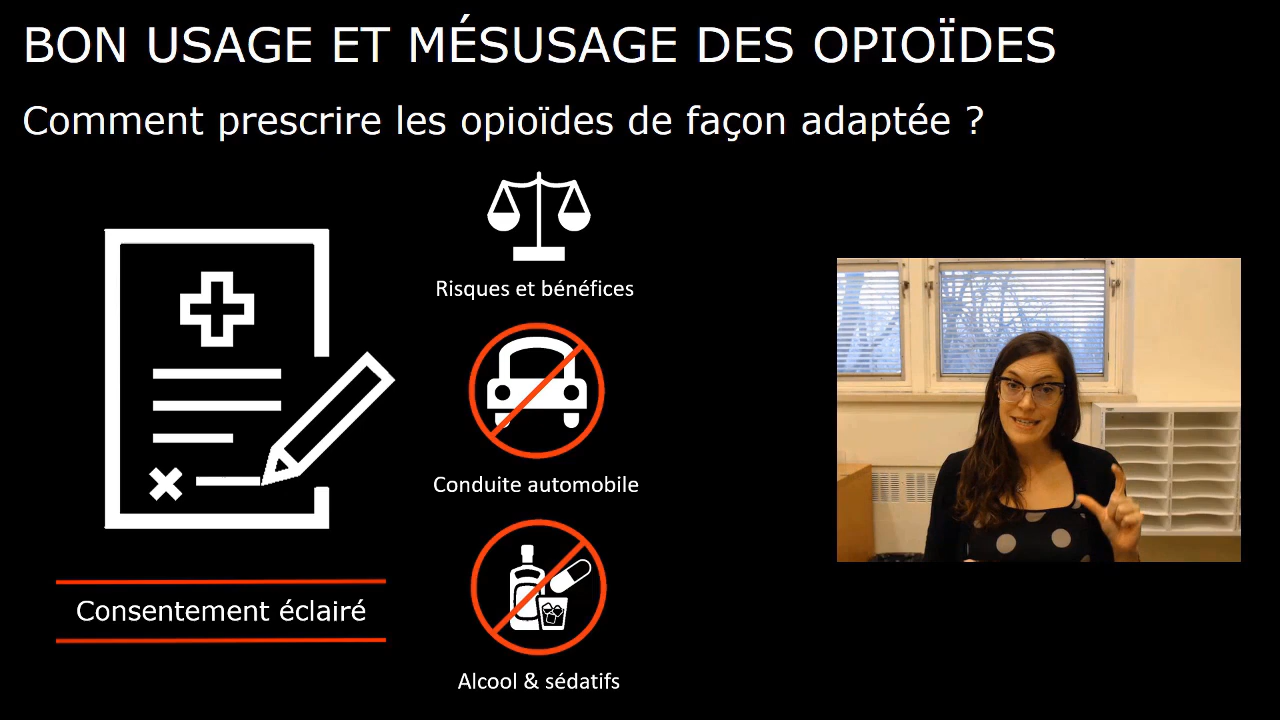 BON USAGE ET MÉSUSAGE DES OPIOÏDES
Comment prescrire les opioïdes de façon adaptée ?
Risques et bénéfices
Conduite automobile
Consentement éclairé
Alcool & sédatifs